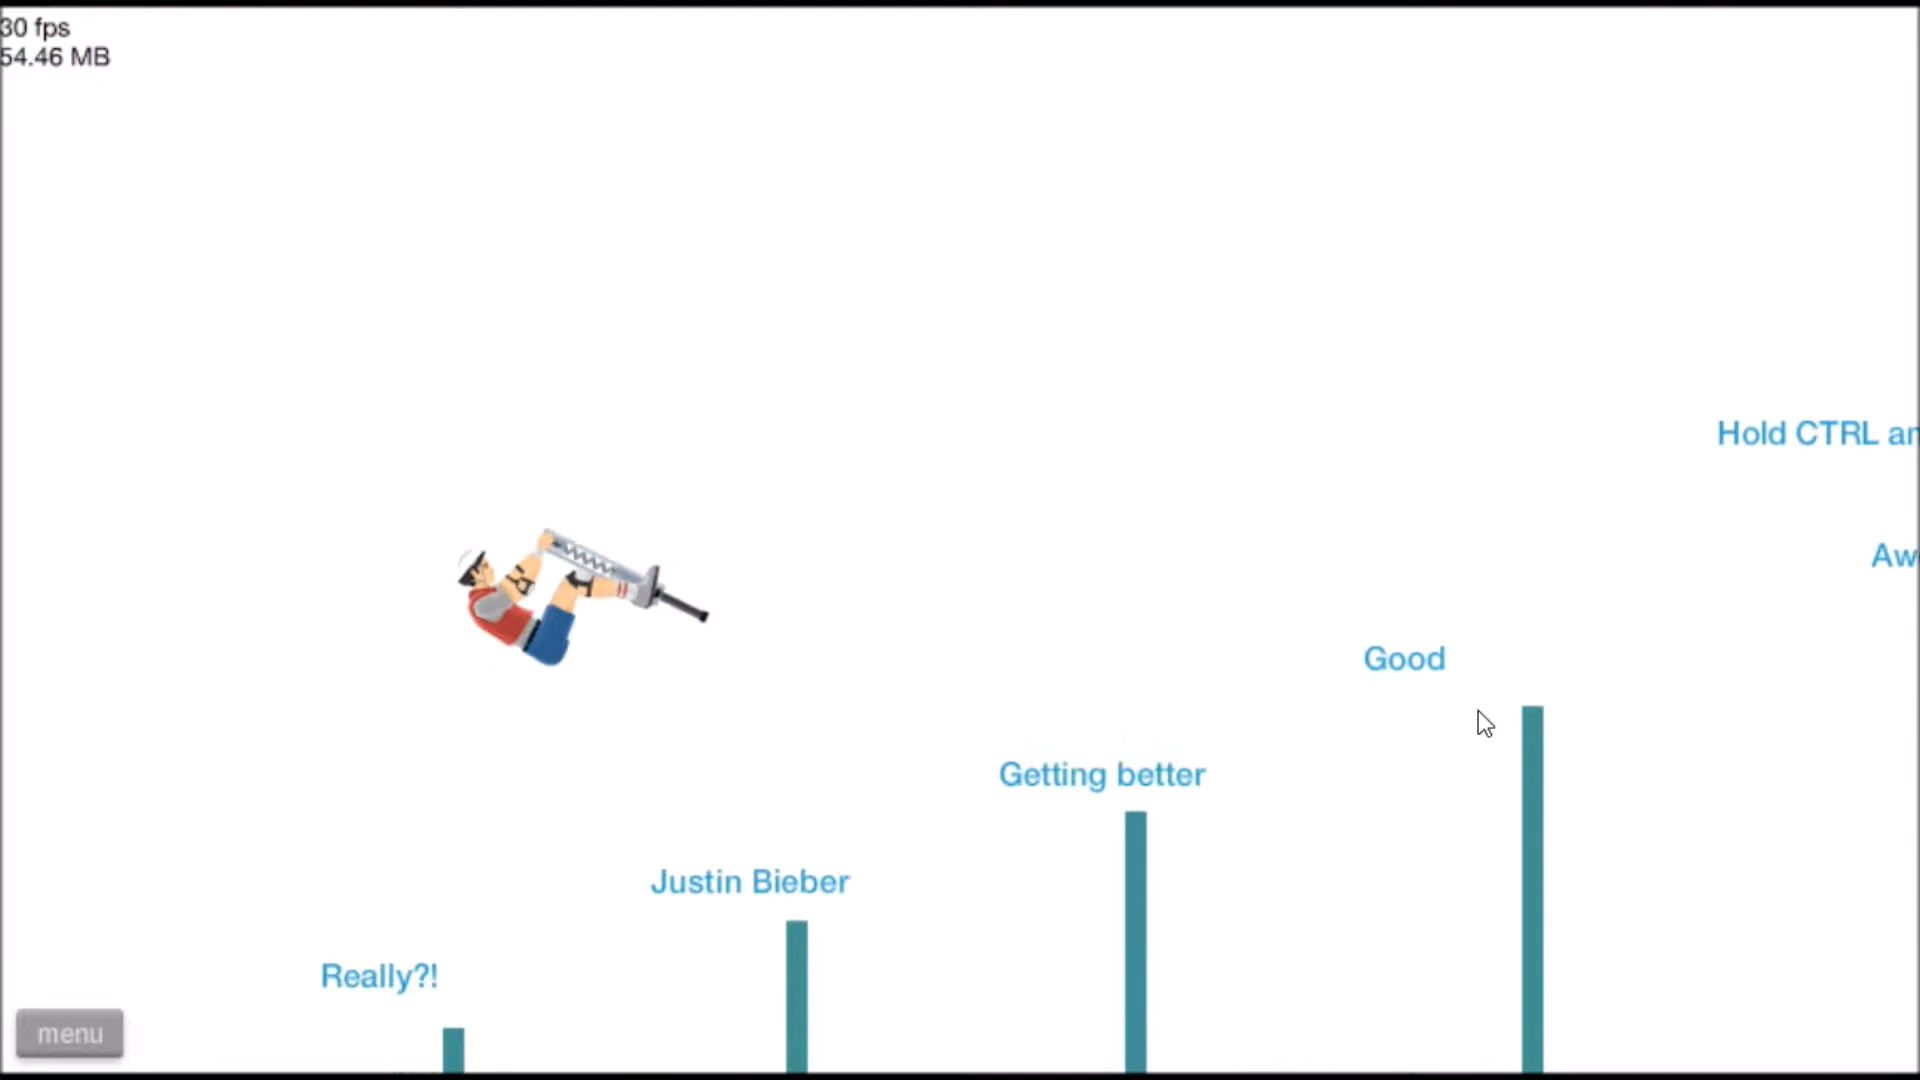 30 fps
54.46 MB
Hold CTRL an
Aw
Good
Getting better
Justin Bieber
Really?!
menu